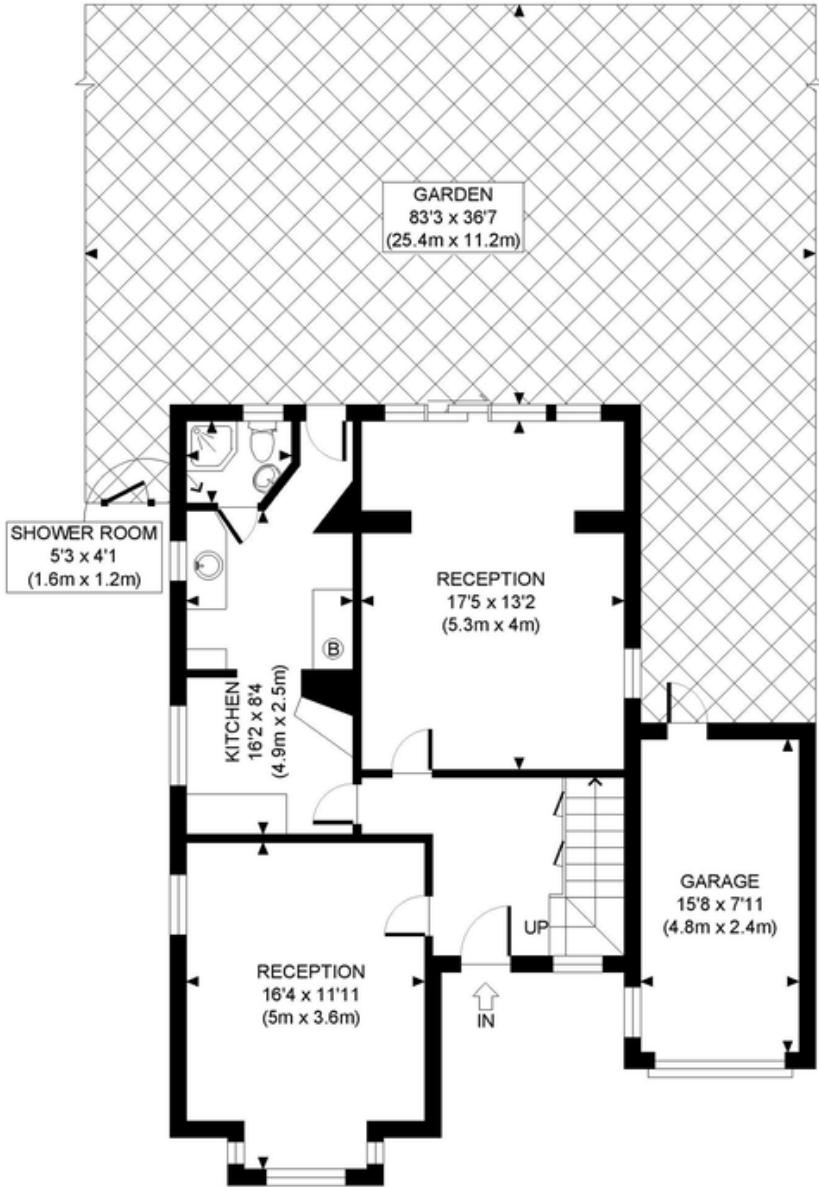 GARDEN
83'3 x 36'7
(25.4m x 11.2m)
SHOWER ROOM
5'3 x 4'1
(1.6m x 1.2m)
RECEPTION
17'5 x 13'2
(5.3m x 4m)
B
KITCHEN
16'2 x 8'4
(4.9m x 2.5m)
GARAGE
15'8 x 7'11
(4.8m x 2.4m)
UP
RECEPTION
16'4 x 11'11
(5m x 3.6m)
IN